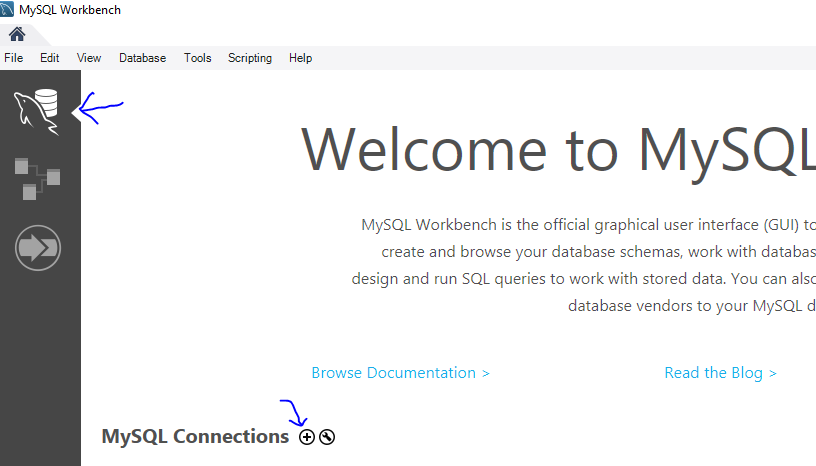 MySQL Workbench
File Edit View Database Tools Scripting Help
Welcome to MySQL
MySQL Workbench is the official graphical user interface (GUI) to
create and browse your database schemas, work with databas
design and run SQL queries to work with stored data. You can also
database vendors to your MySQL d
Browse Documentation > Read the Blog >
MySQL Connections